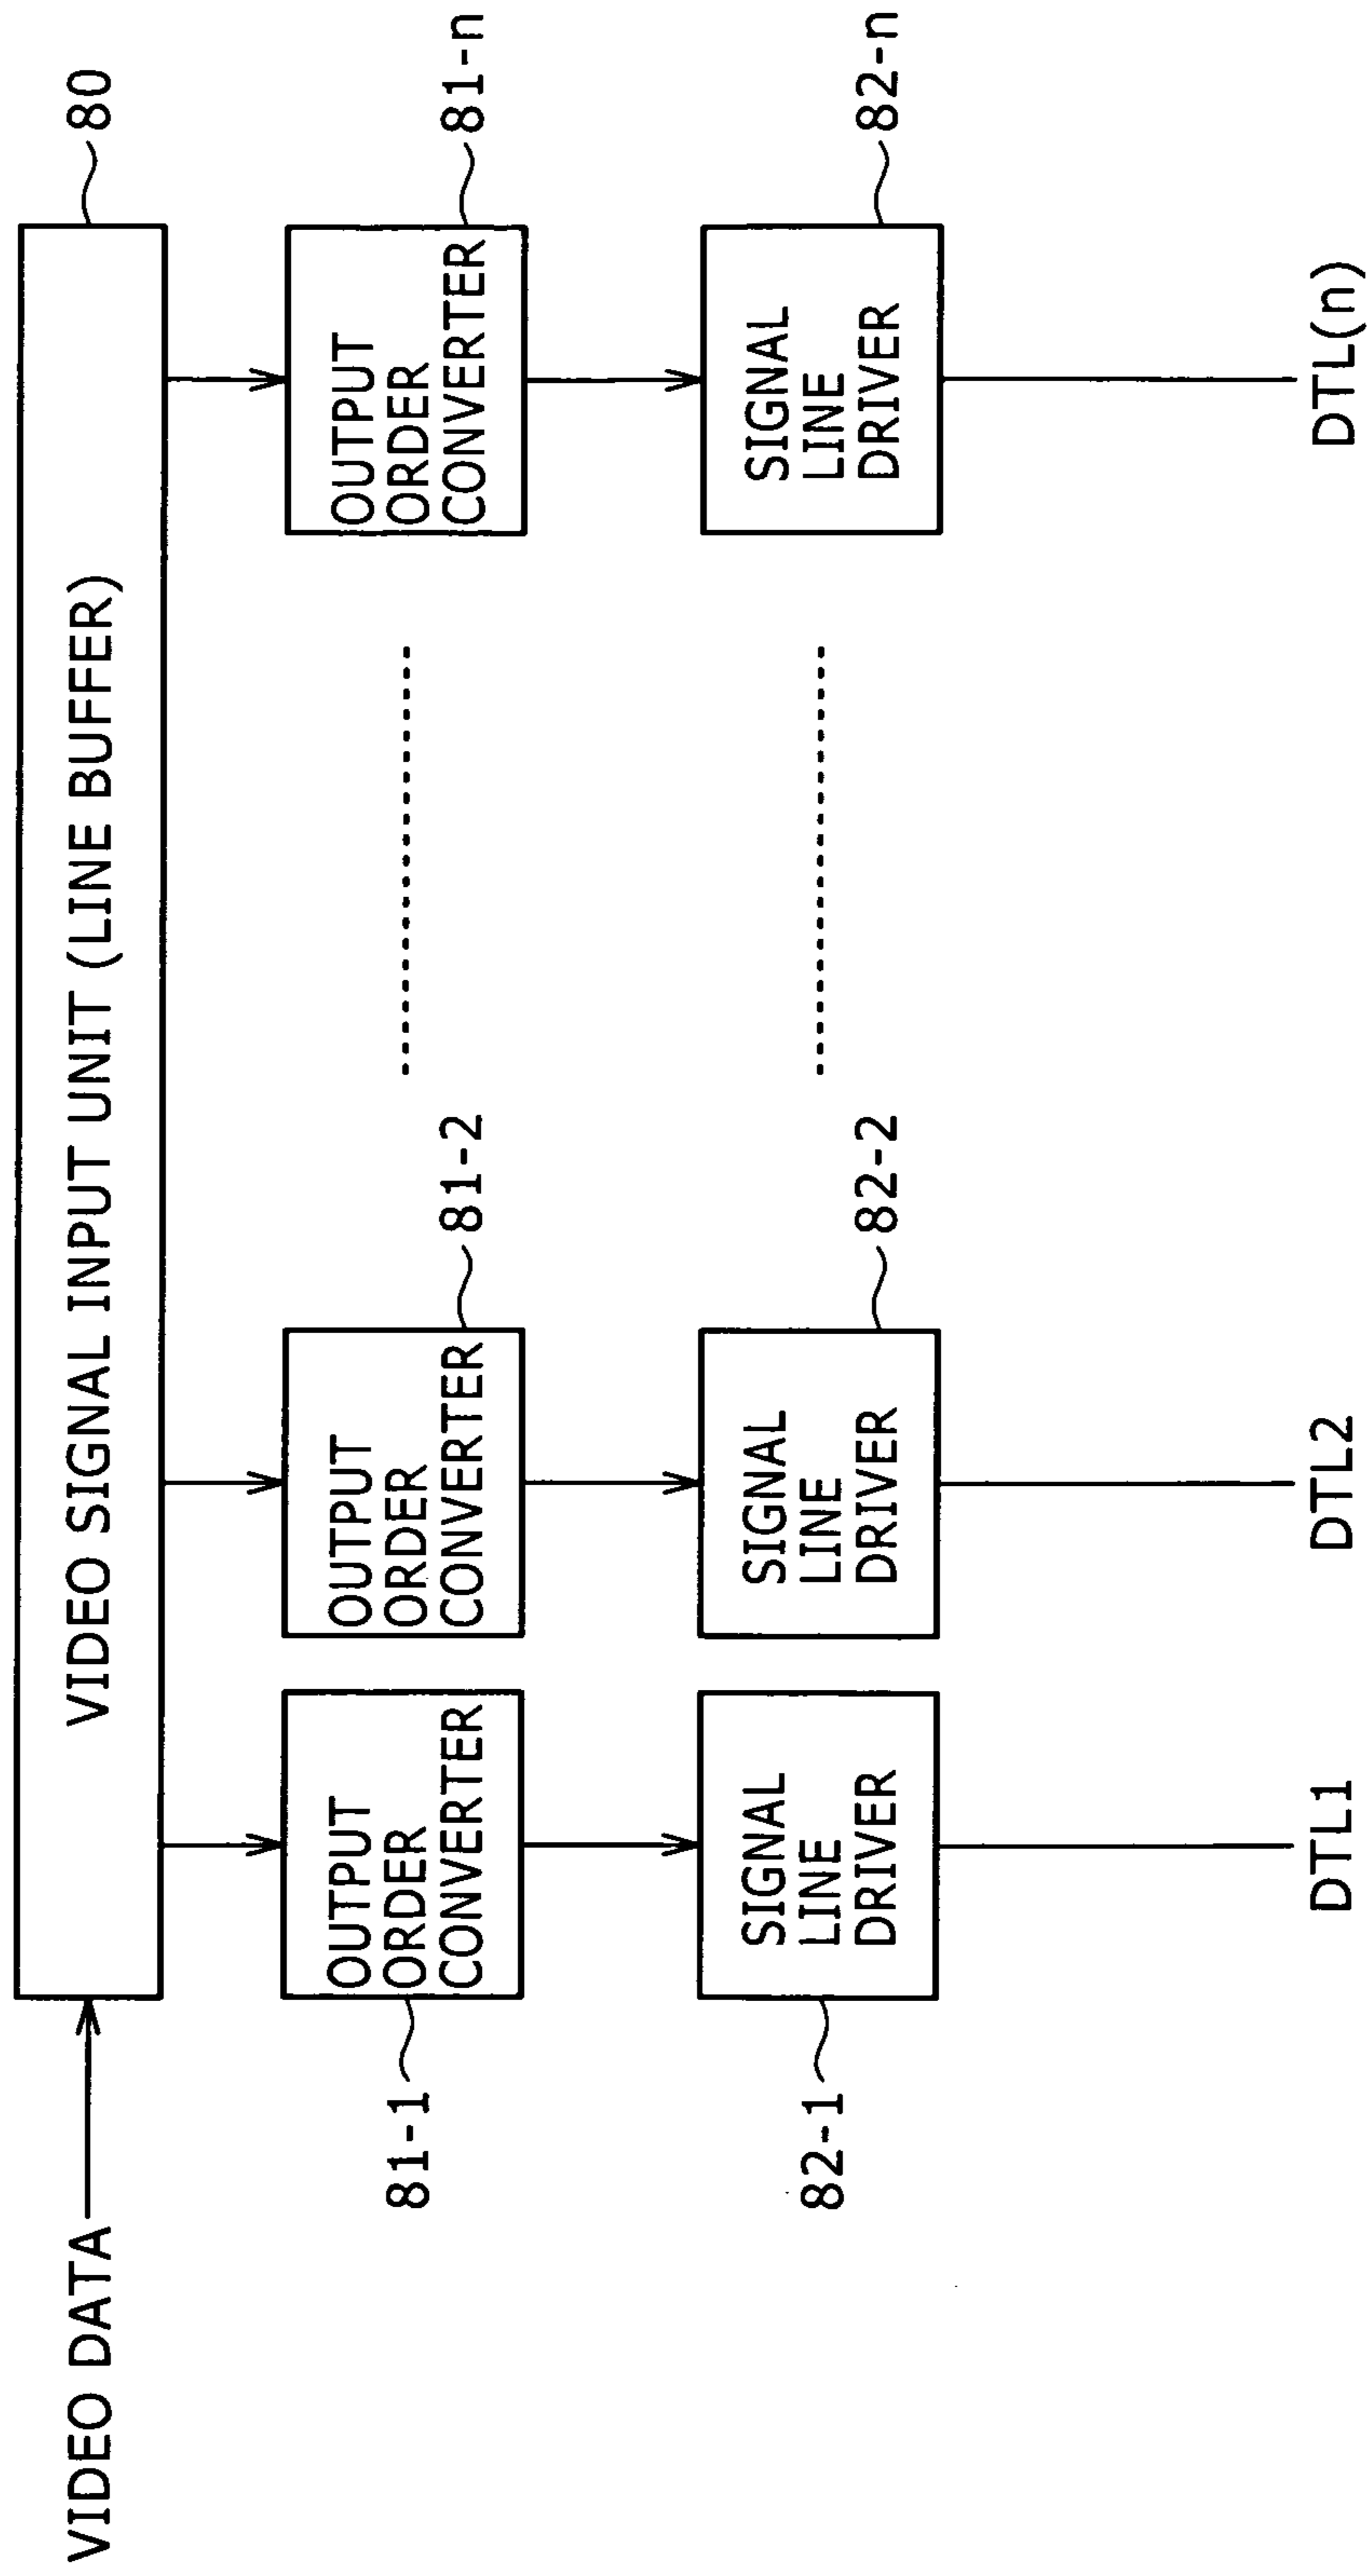 VIDEO DATA
VIDEO SIGNAL INPUT UNIT (LINE BUFFER)
80
81-1
OUTPUT
ORDER
CONVERTER
OUTPUT
ORDER
CONVERTER
81-2
OUTPUT
ORDER
CONVERTER
81-n
82-1
SIGNAL
LINE
DRIVER
SIGNAL
LINE
DRIVER
82-2
SIGNAL
LINE
DRIVER
82-n
DTL1
DTL2
DTL(n)